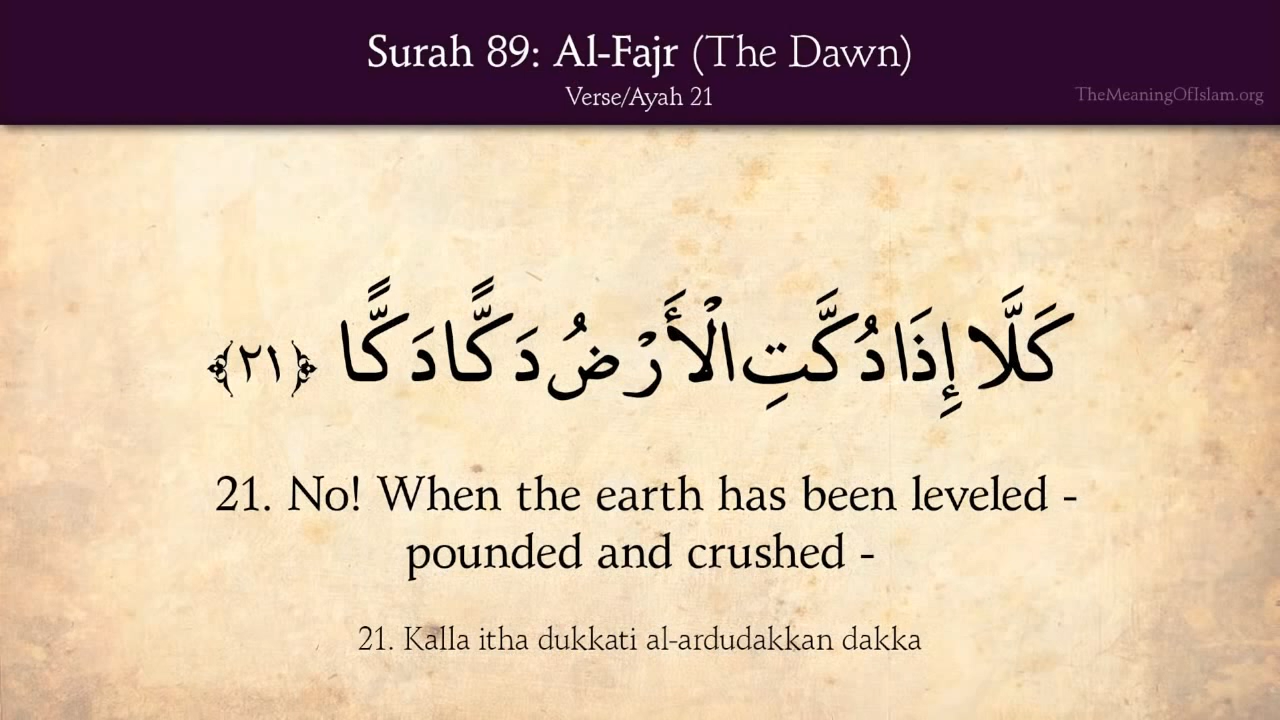 Surah 89: Al-Fajr (The Dawn)
Verse/Ayah 21
TheMeaningOfIslam.org
كَلَّا إِذَا دُكَّتِ الْأَرْضُ دَكًّا دَكًّا ﴿٢١﴾
21. No! When the earth has been leveled -
pounded and crushed -
21. Kalla itha dukkati al-ardudakkan dakka